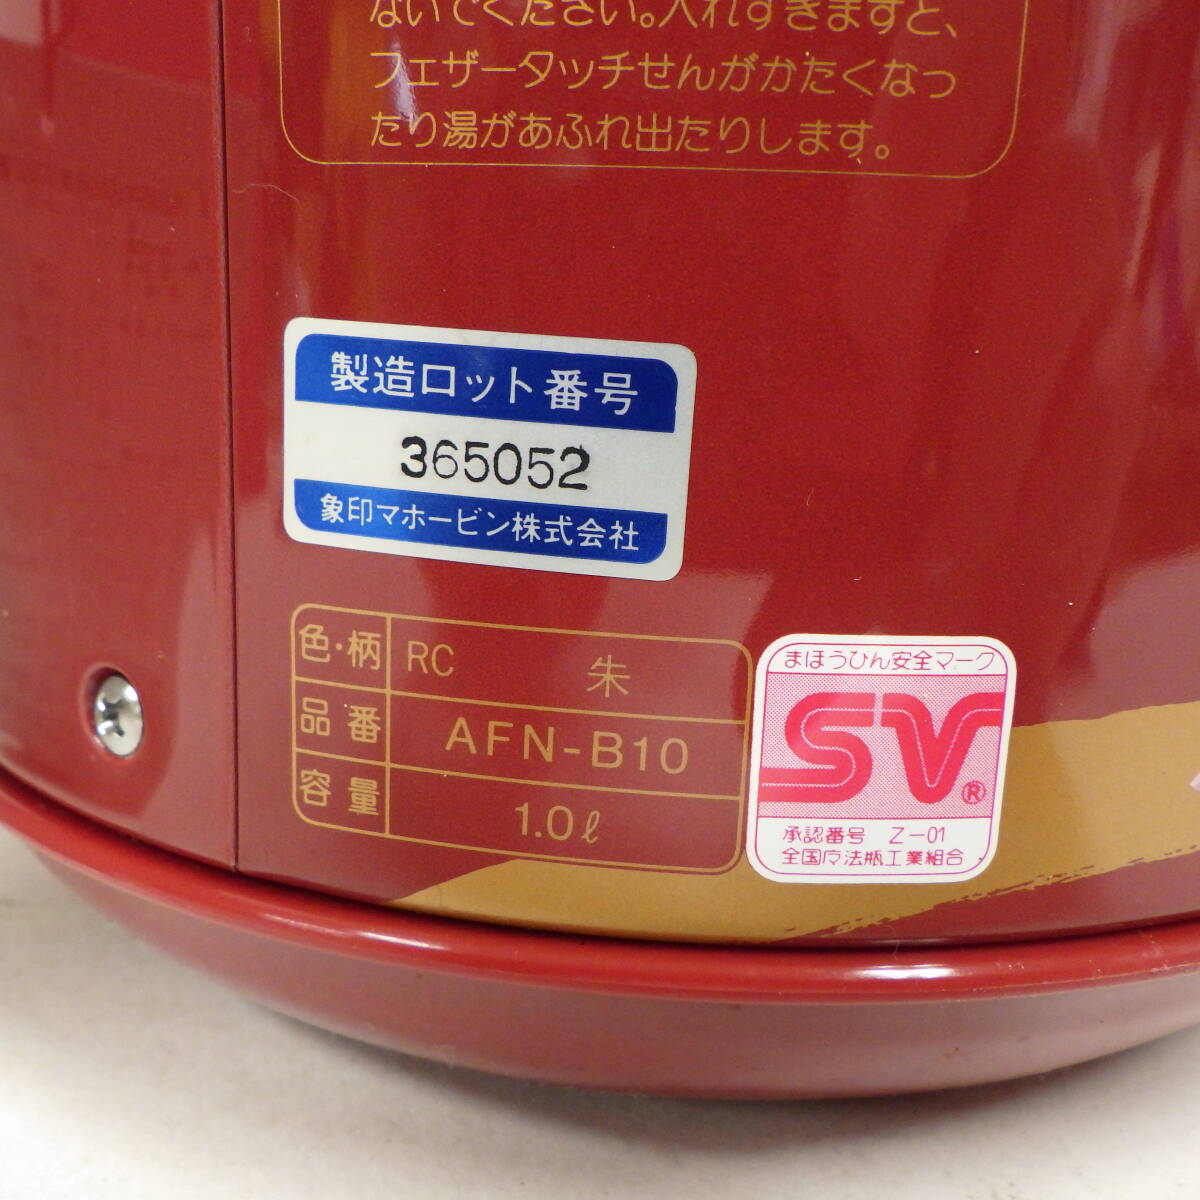 ないでください。入れすぎますと、
フェザータッチせんがかたくなっ
たり湯があふれ出たりします。
製造ロット番号
365052
象印マホービン株式会社
色・柄 RC 朱
品番 AFN-B10
容量 1.0ℓ
まほうびん安全マーク
SV®
承認番号 Z-01
全国魔法瓶工業組合